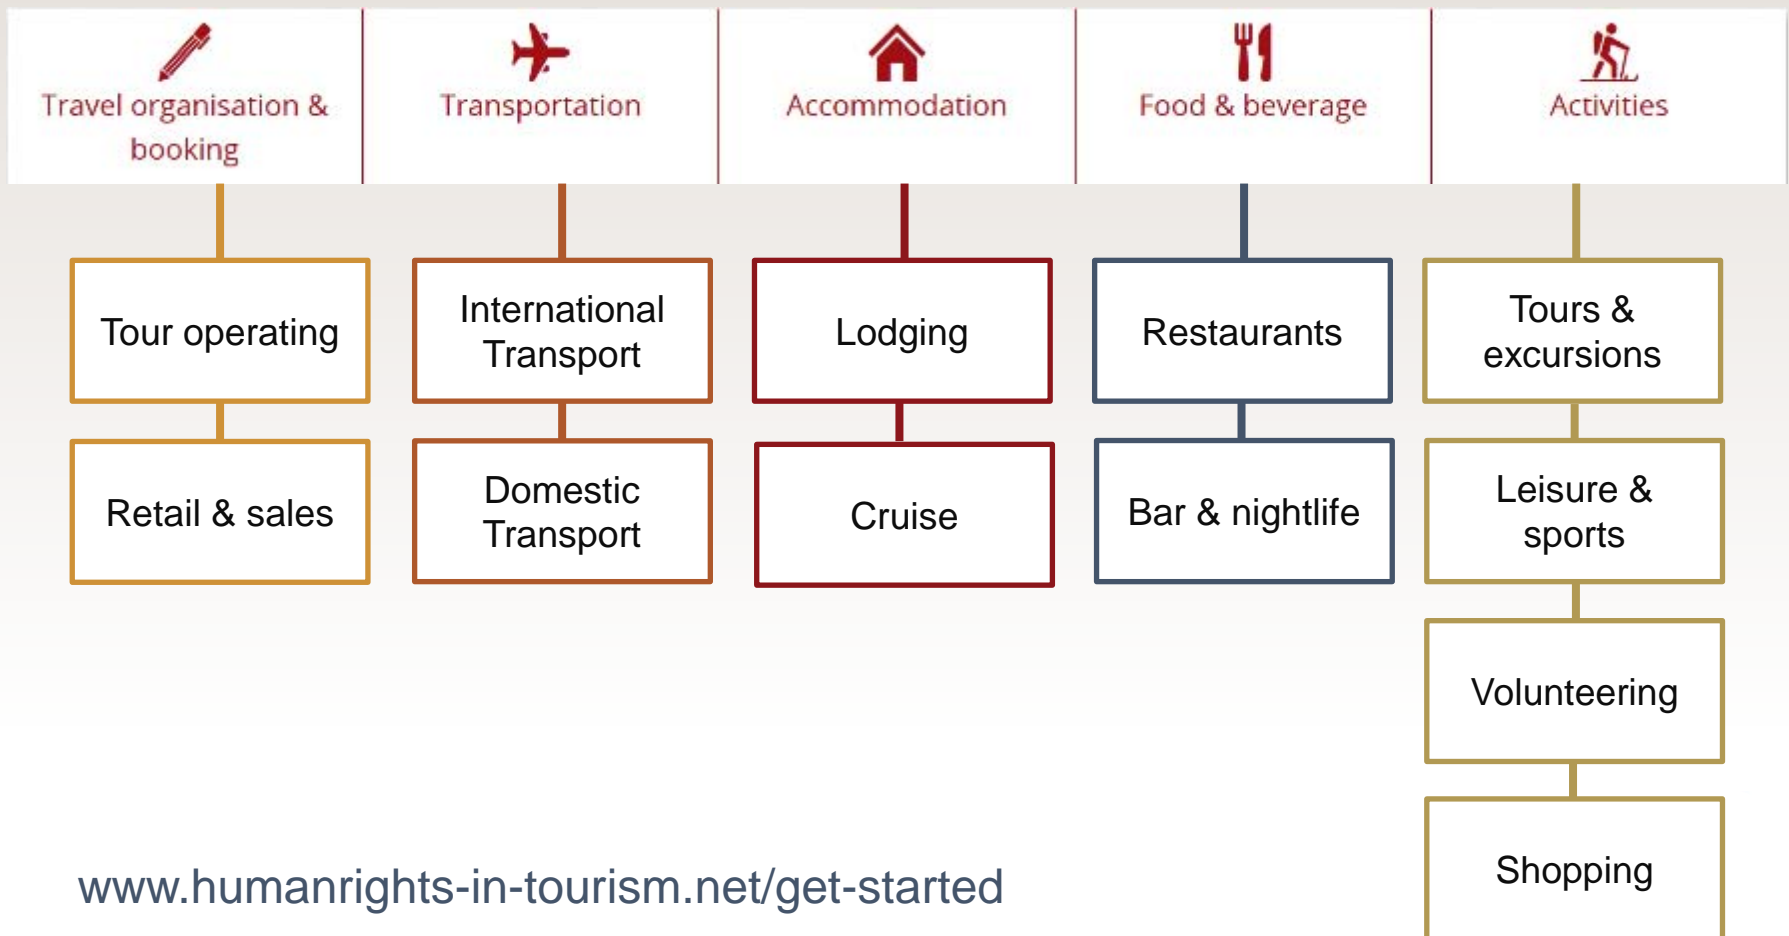 Travel organisation &
booking
Transportation
Accommodation
Food & beverage
Activities
Tour operating
International
Transport
Lodging
Restaurants
Tours &
excursions
Retail & sales
Domestic
Transport
Cruise
Bar & nightlife
Leisure &
sports
Volunteering
Shopping
www.humanrights-in-tourism.net/get-started